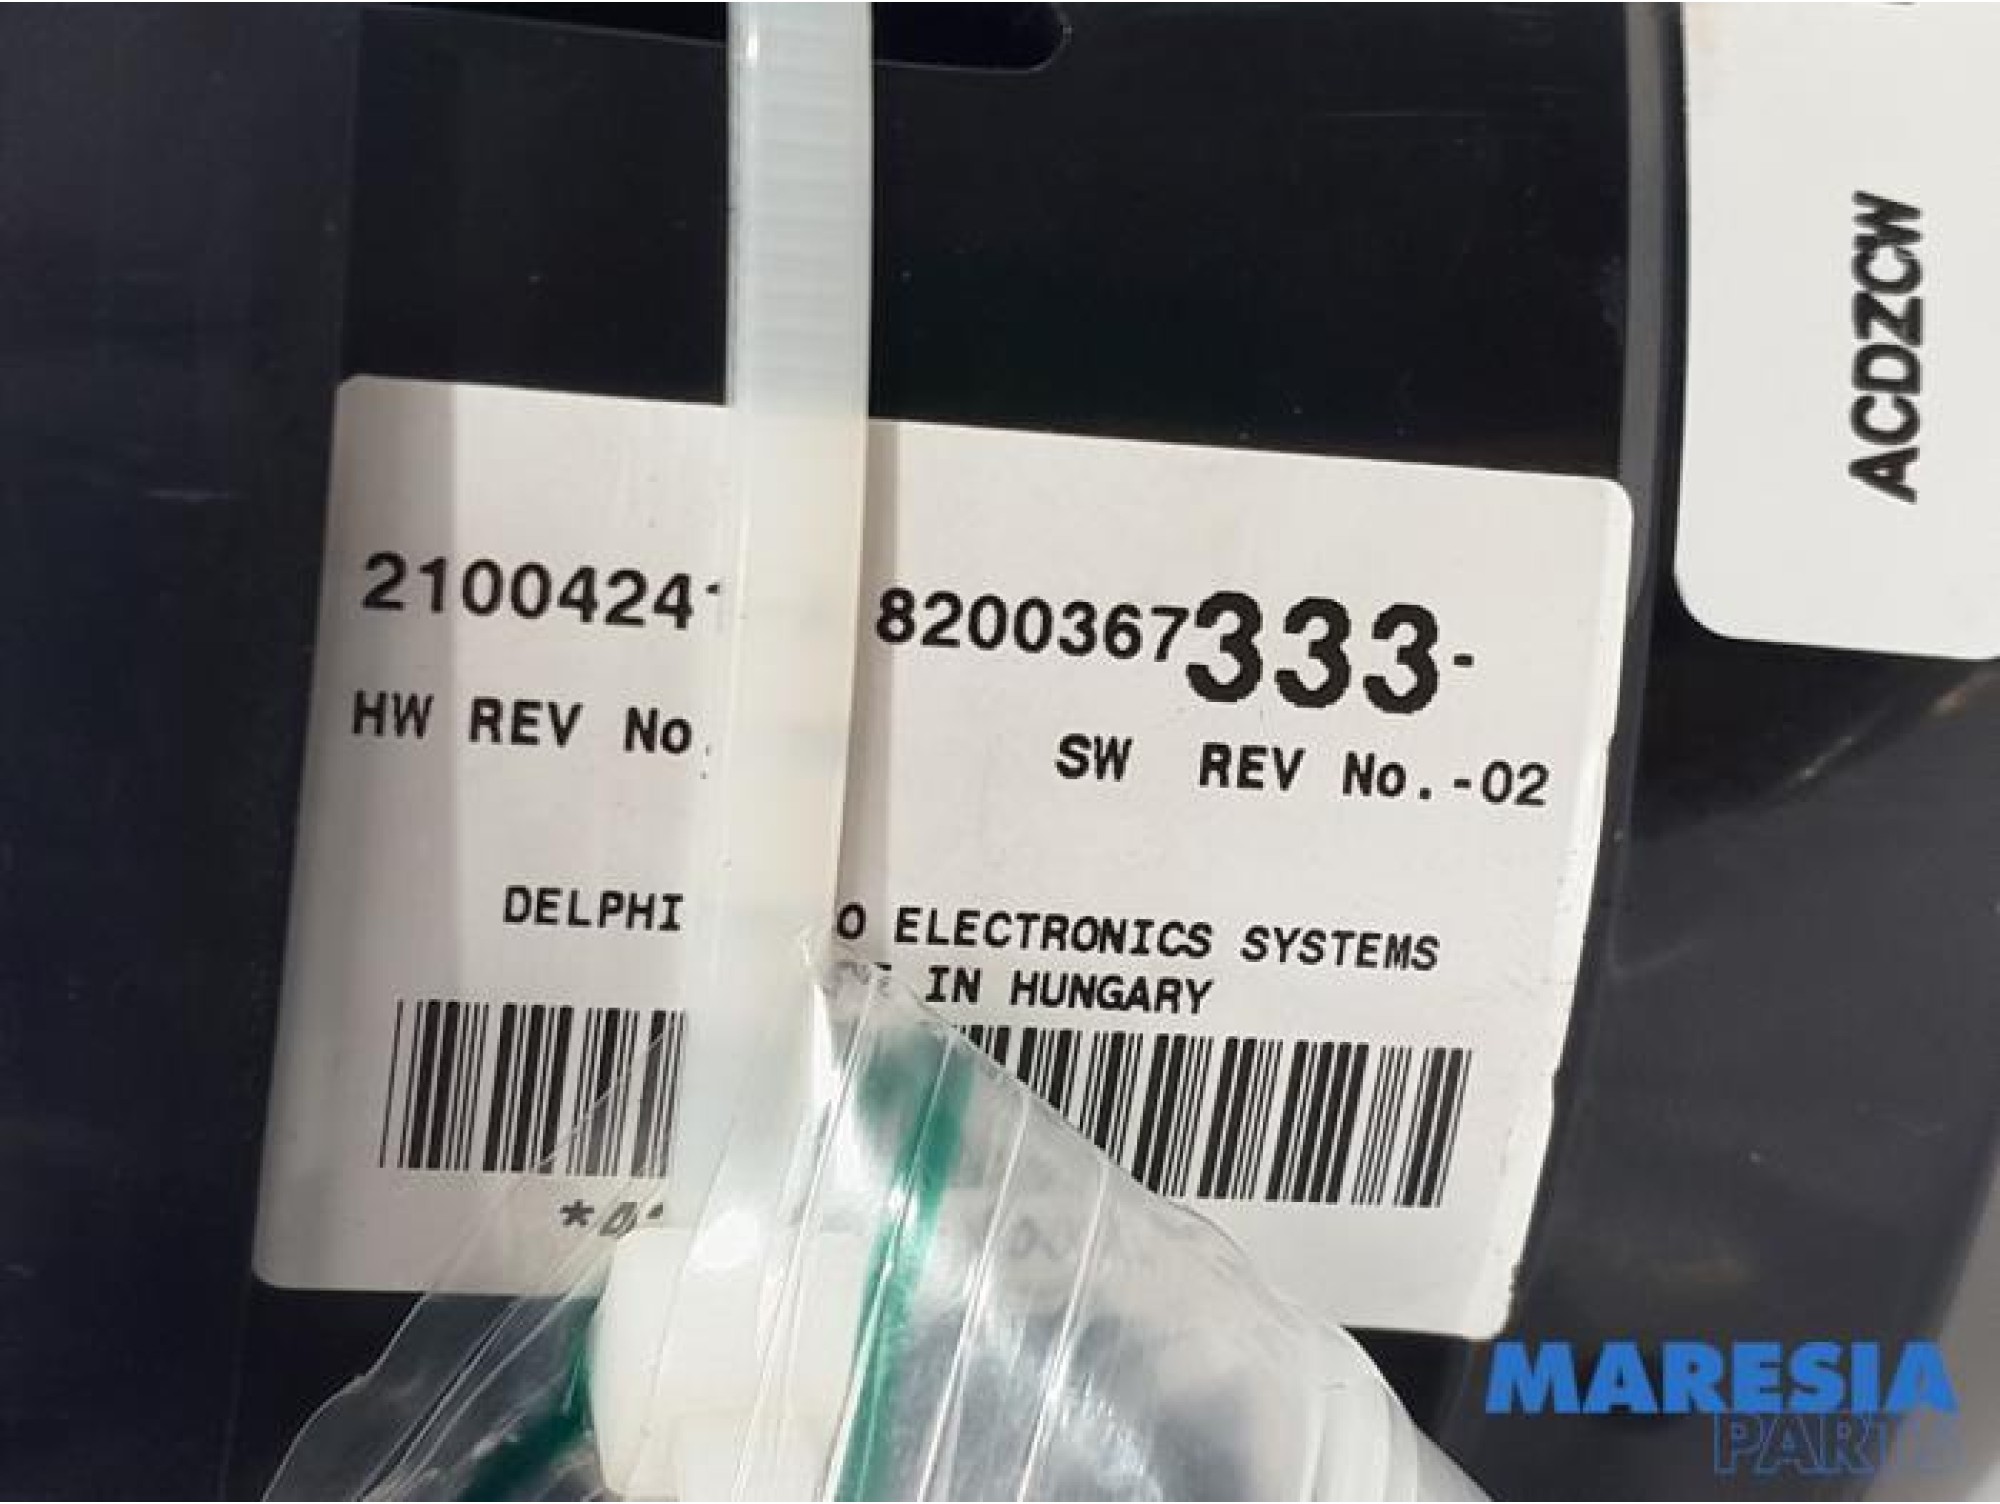 ACDZCW
2100424 8200367333-
HW REV No. SW REV No.-02
DELPHI O ELECTRONICS SYSTEMS
IN HUNGARY
MARESIA
PARTS